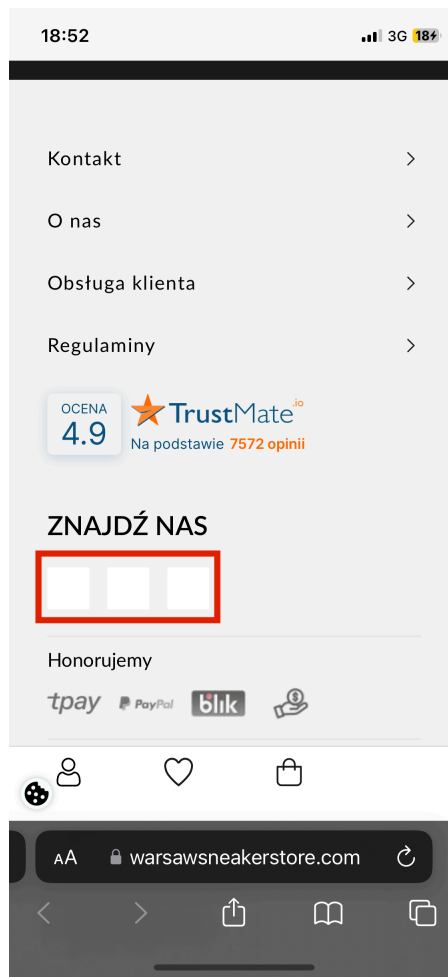 18:52
3G 18
Kontakt
O nas
Obsługa klienta
Regulaminy
OCENA
4.9
TrustMate.io
Na podstawie 7572 opinii
ZNAJDŹ NAS
Honorujemy
tpay PayPal blik
AA warsawsneakerstore.com